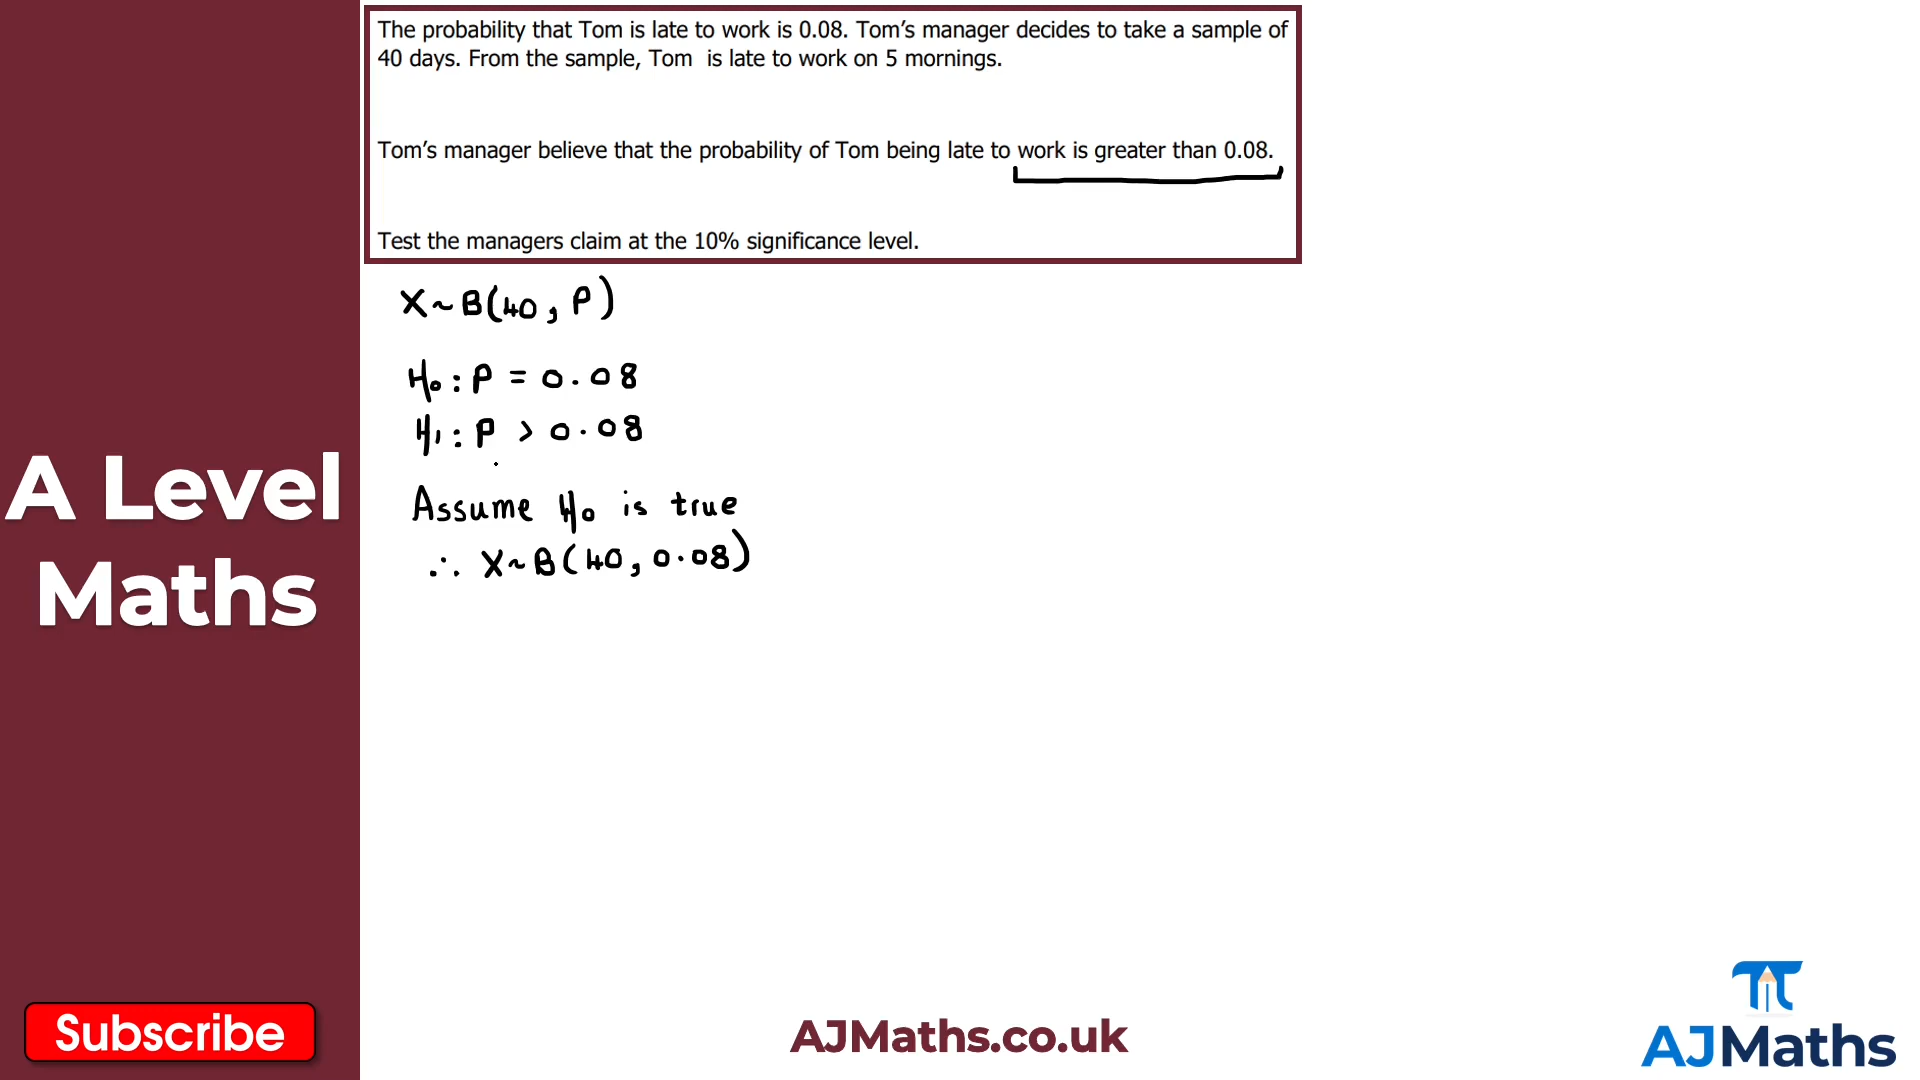 The probability that Tom is late to work is 0.08. Tom’s manager decides to take a sample of
40 days. From the sample, Tom is late to work on 5 mornings.
Tom’s manager believe that the probability of Tom being late to work is greater than 0.08.
Test the managers claim at the 10% significance level.
X~B(40, P)
H₀: P = 0.08
H₁: P > 0.08
Assume H₀ is true
∴ X~B(40, 0.08)
A Level
Maths
Subscribe
AJMaths.co.uk
AJMaths